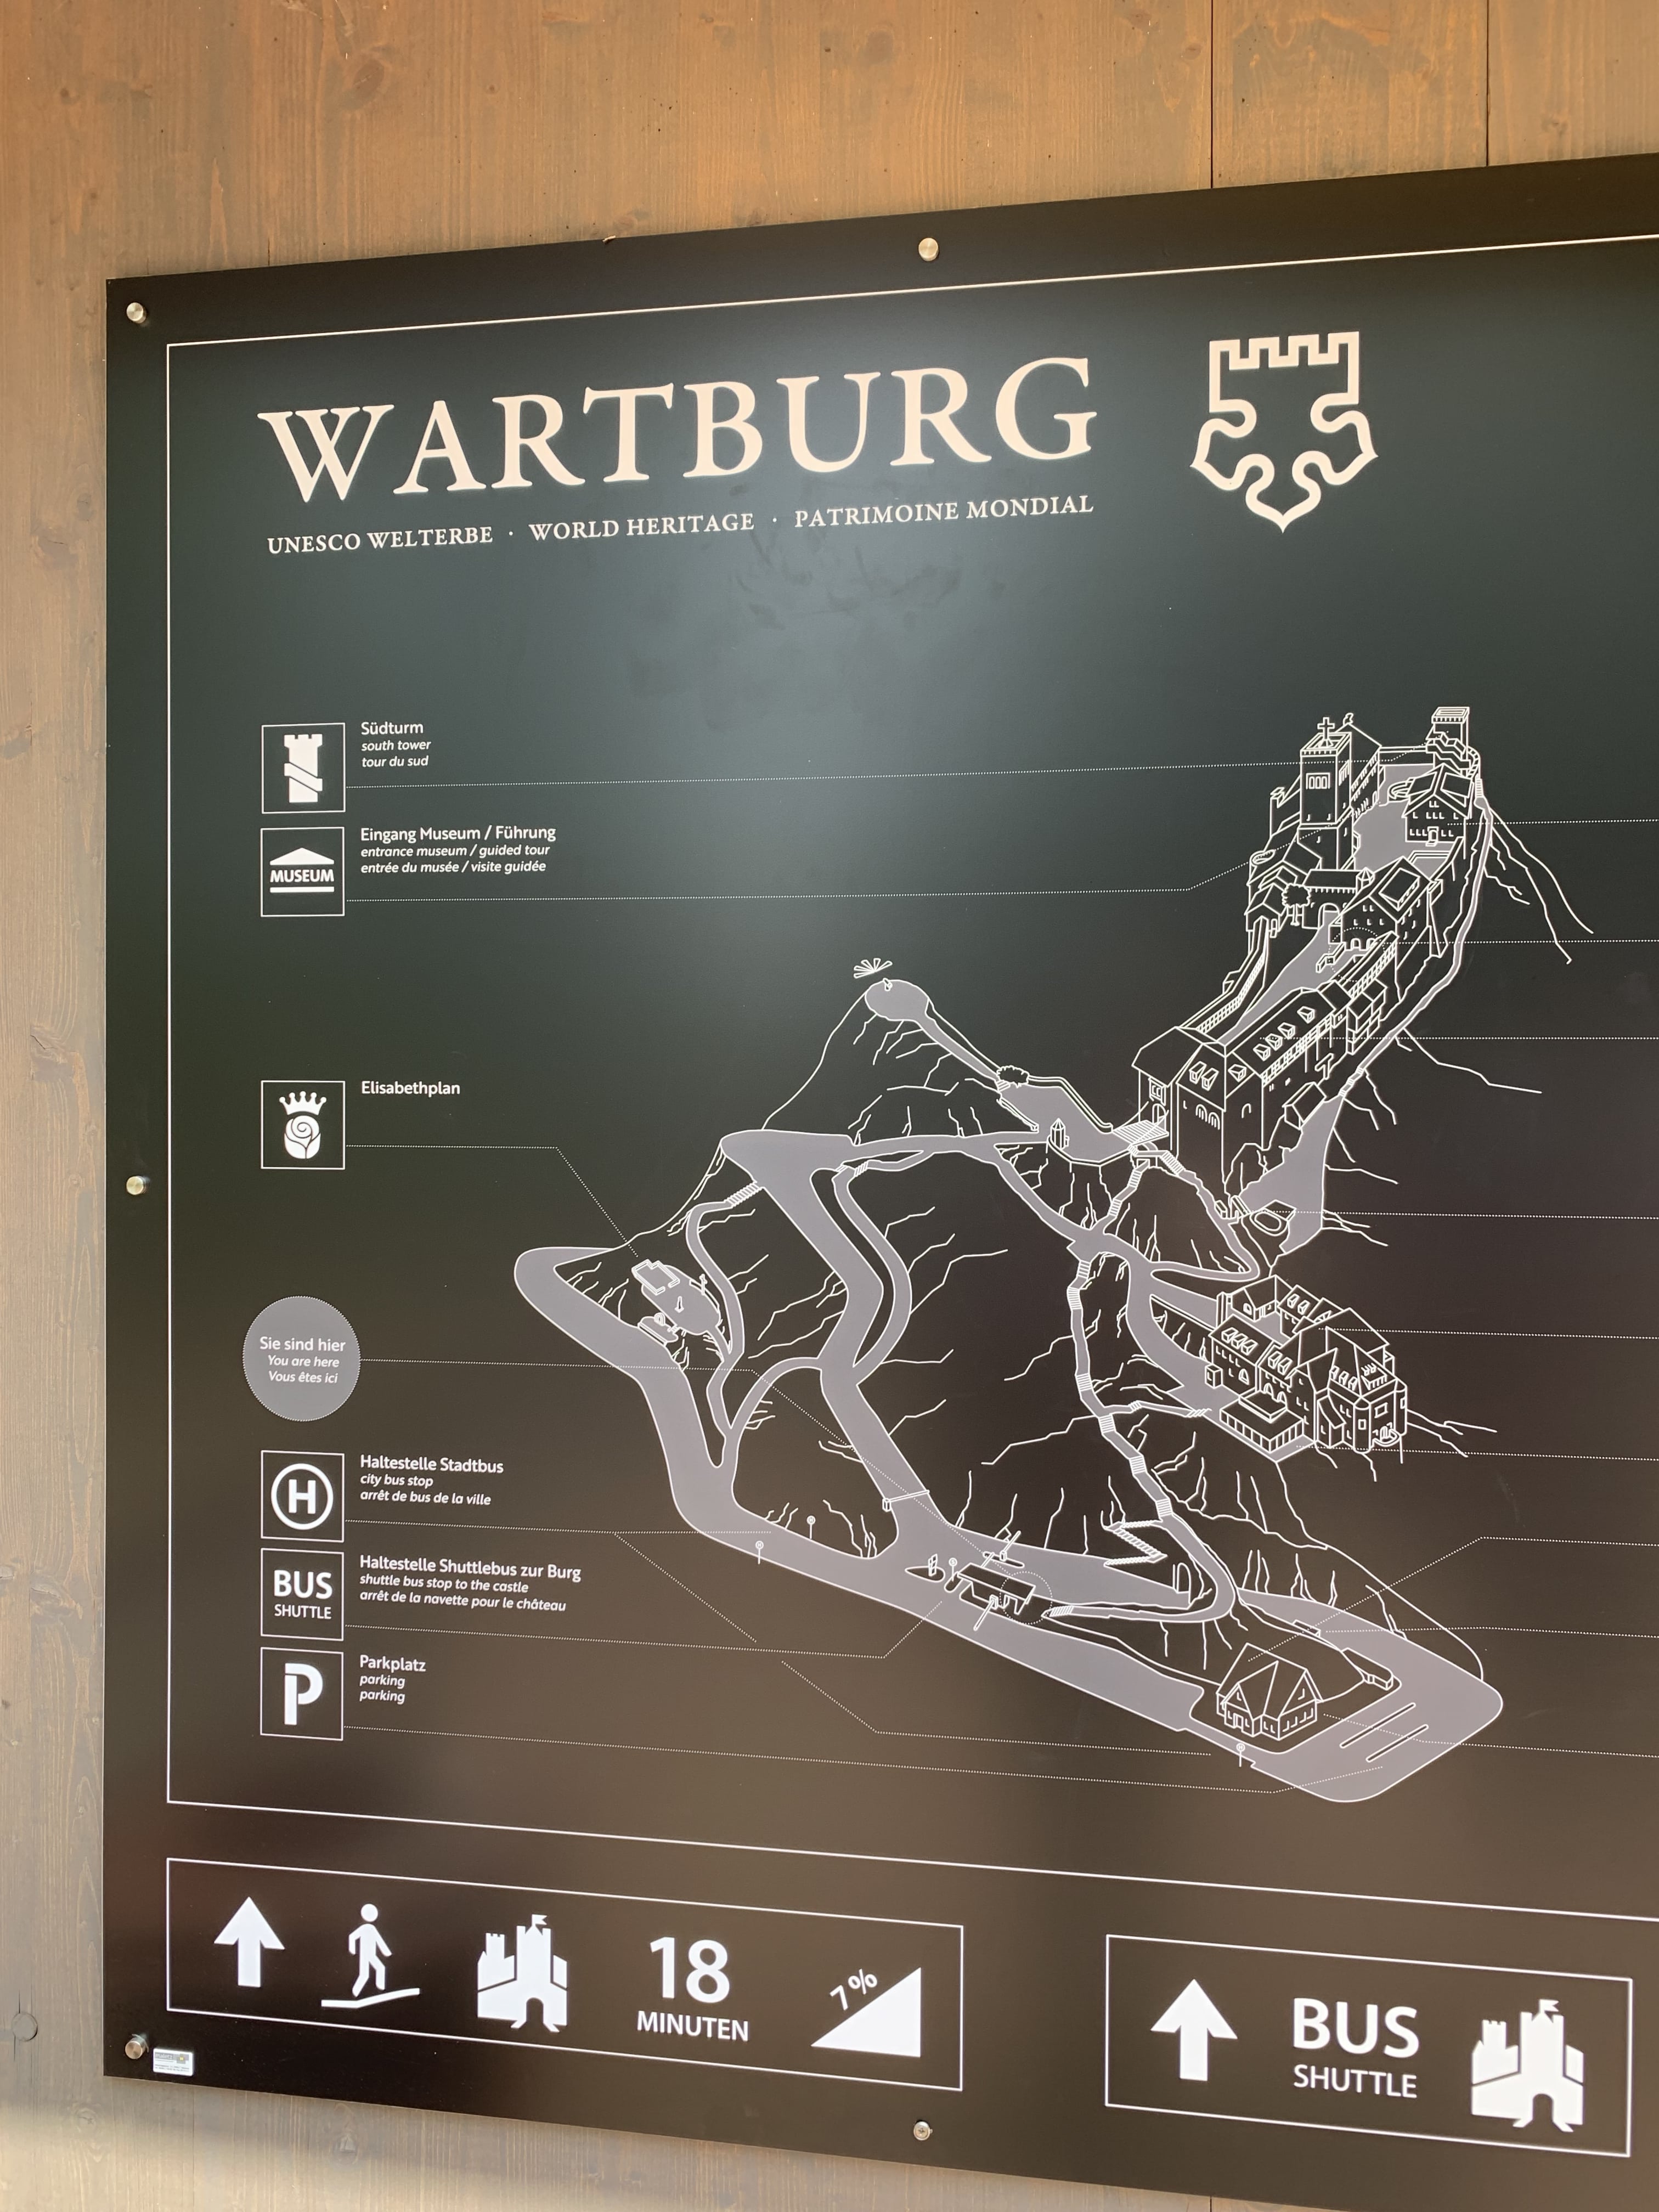 WARTBURG
UNESCO WELTERBE · WORLD HERITAGE · PATRIMOINE MONDIAL
Südturm
south tower
tour du sud
MUSEUM
Eingang Museum / Führung
entrance museum / guided tour
entrée du musée / visite guidée
Elisabethplan
Sie sind hier
You are here
Vous êtes ici
H
Haltestelle Stadtbus
city bus stop
arrêt de bus de la ville
BUS
SHUTTLE
Haltestelle Shuttlebus zur Burg
shuttle bus stop to the castle
arrêt de la navette pour le château
P
Parkplatz
parking
parking
18
MINUTEN
7%
BUS
SHUTTLE